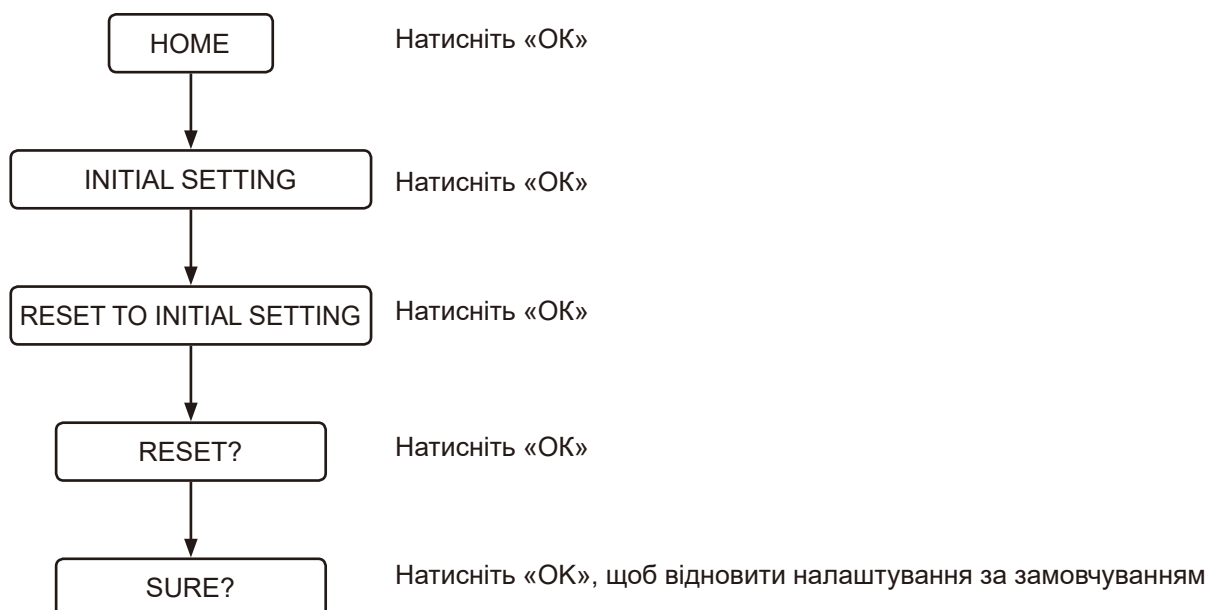 HOME
Натисніть «ОК»
INITIAL SETTING
Натисніть «ОК»
RESET TO INITIAL SETTING
Натисніть «ОК»
RESET?
Натисніть «ОК»
SURE?
Натисніть «ОК», щоб відновити налаштування за замовчуванням